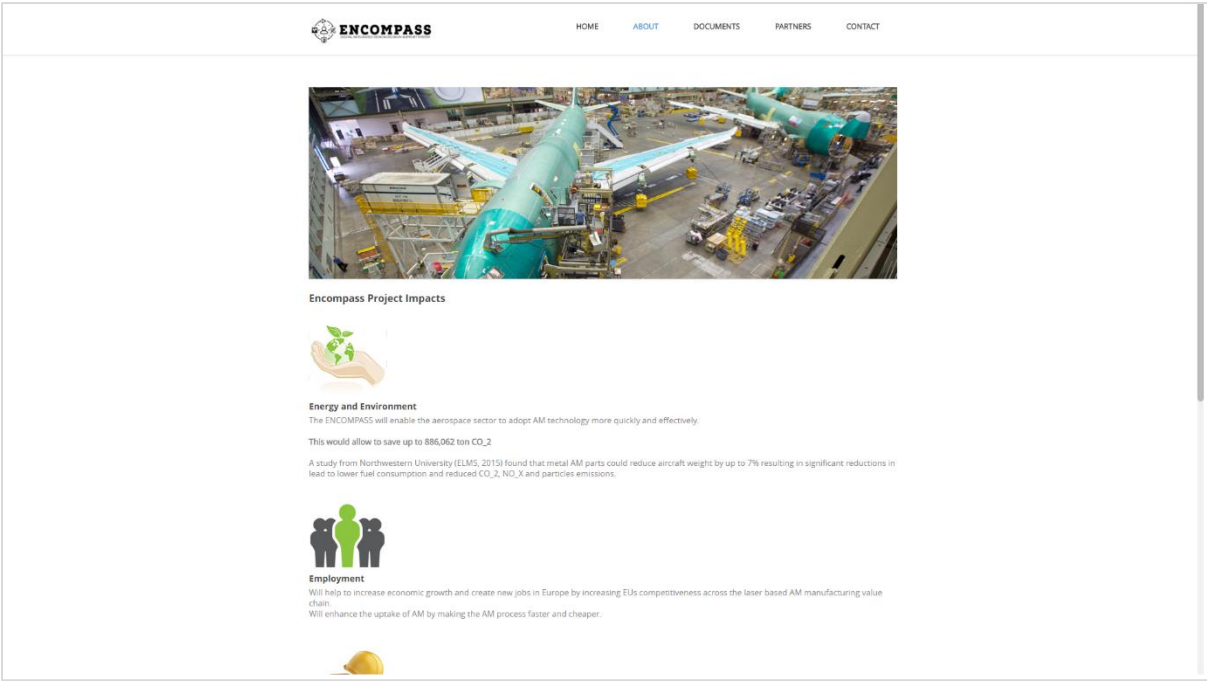 ENCOMPASS
HOME
ABOUT
DOCUMENTS
PARTNERS
CONTACT
Encompass Project Impacts
Energy and Environment
The ENCOMPASS will enable the aerospace sector to adopt AM technology more quickly and effectively.
This would allow to save up to 886,062 ton CO_2
A study from Northwestern University (ELMS, 2015) found that metal AM parts could reduce aircraft weight by up to 7% resulting in significant reductions in
lead to lower fuel consumption and reduced CO_2, NO_X and particles emissions.
Employment
Will help to increase economic growth and create new jobs in Europe by increasing EUs competitiveness across the laser based AM manufacturing value
chain.
Will enhance the uptake of AM by making the AM process faster and cheaper.